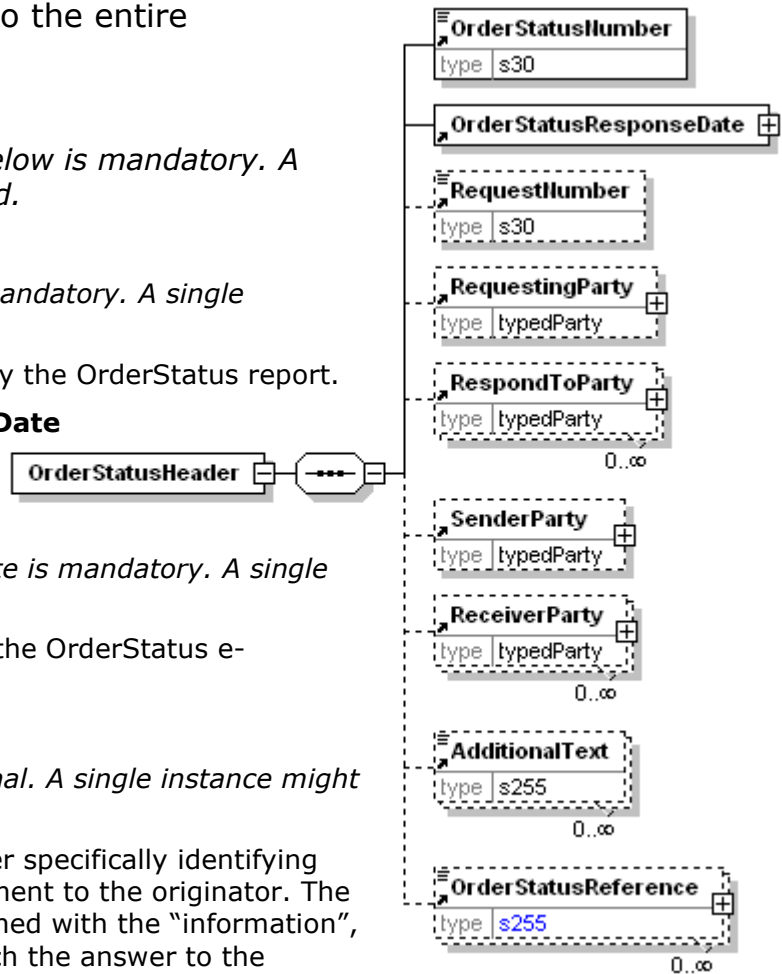 o the entire
elow is mandatory. A
d.
andatory. A single
y the OrderStatus report.
Date
OrderStatusHeader
te is mandatory. A single
the OrderStatus e-
al. A single instance might
er specifically identifying
ment to the originator. The
ned with the “information”,
ch the answer to the
OrderStatusNumber
type s30
OrderStatusResponseDate
RequestNumber
type s30
RequestingParty
type typedParty
RespondToParty
type typedParty
0..∞
SenderParty
type typedParty
ReceiverParty
type typedParty
0..∞
AdditionalText
type s255
0..∞
OrderStatusReference
type s255
0..∞